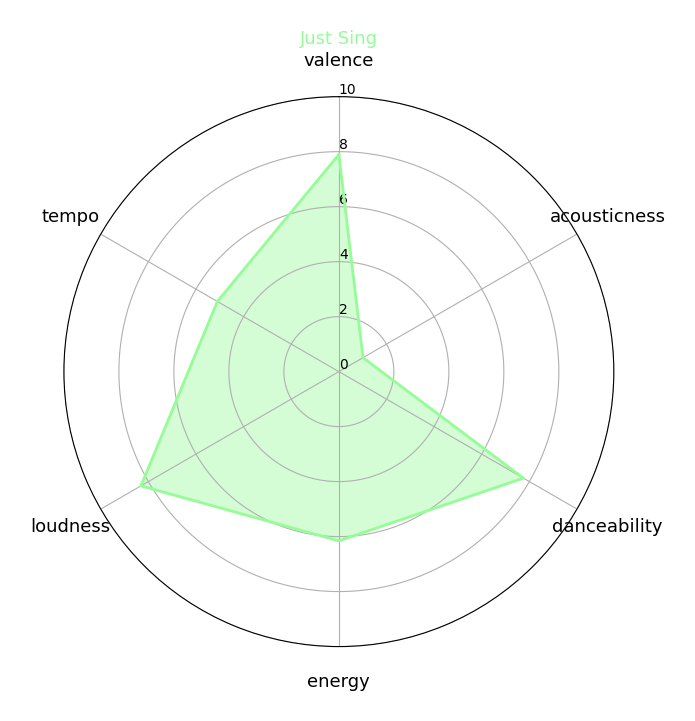 Just Sing
valence
10
8
tempo
6
acousticness
4
2
0
loudness
danceability
energy